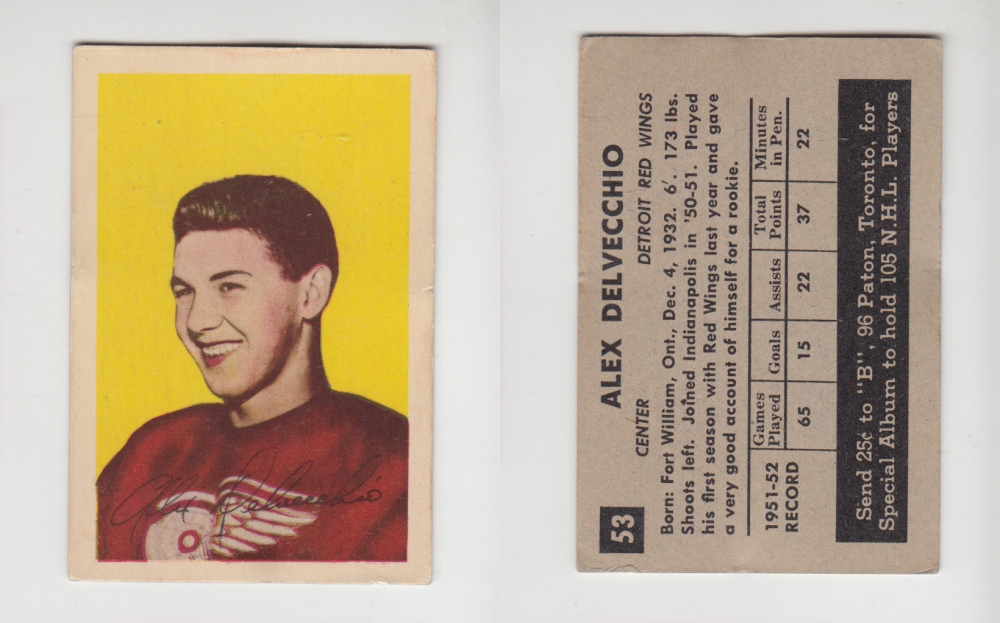 Alex Delvecchio
53
ALEX DELVECCHIO
CENTER DETROIT RED WINGS
Born: Fort William, Ont., Dec. 4, 1932. 6'. 173 lbs.
Shoots left. Joined Indianapolis in '50-51. Played
his first season with Red Wings last year and gave
a very good account of himself for a rookie.
1951-52 RECORD
Games Played Goals Assists Total Points Minutes in Pen.
65 15 22 37 22
Send 25¢ to "B", 96 Paton, Toronto, for
Special Album to hold 105 N.H.L. Players